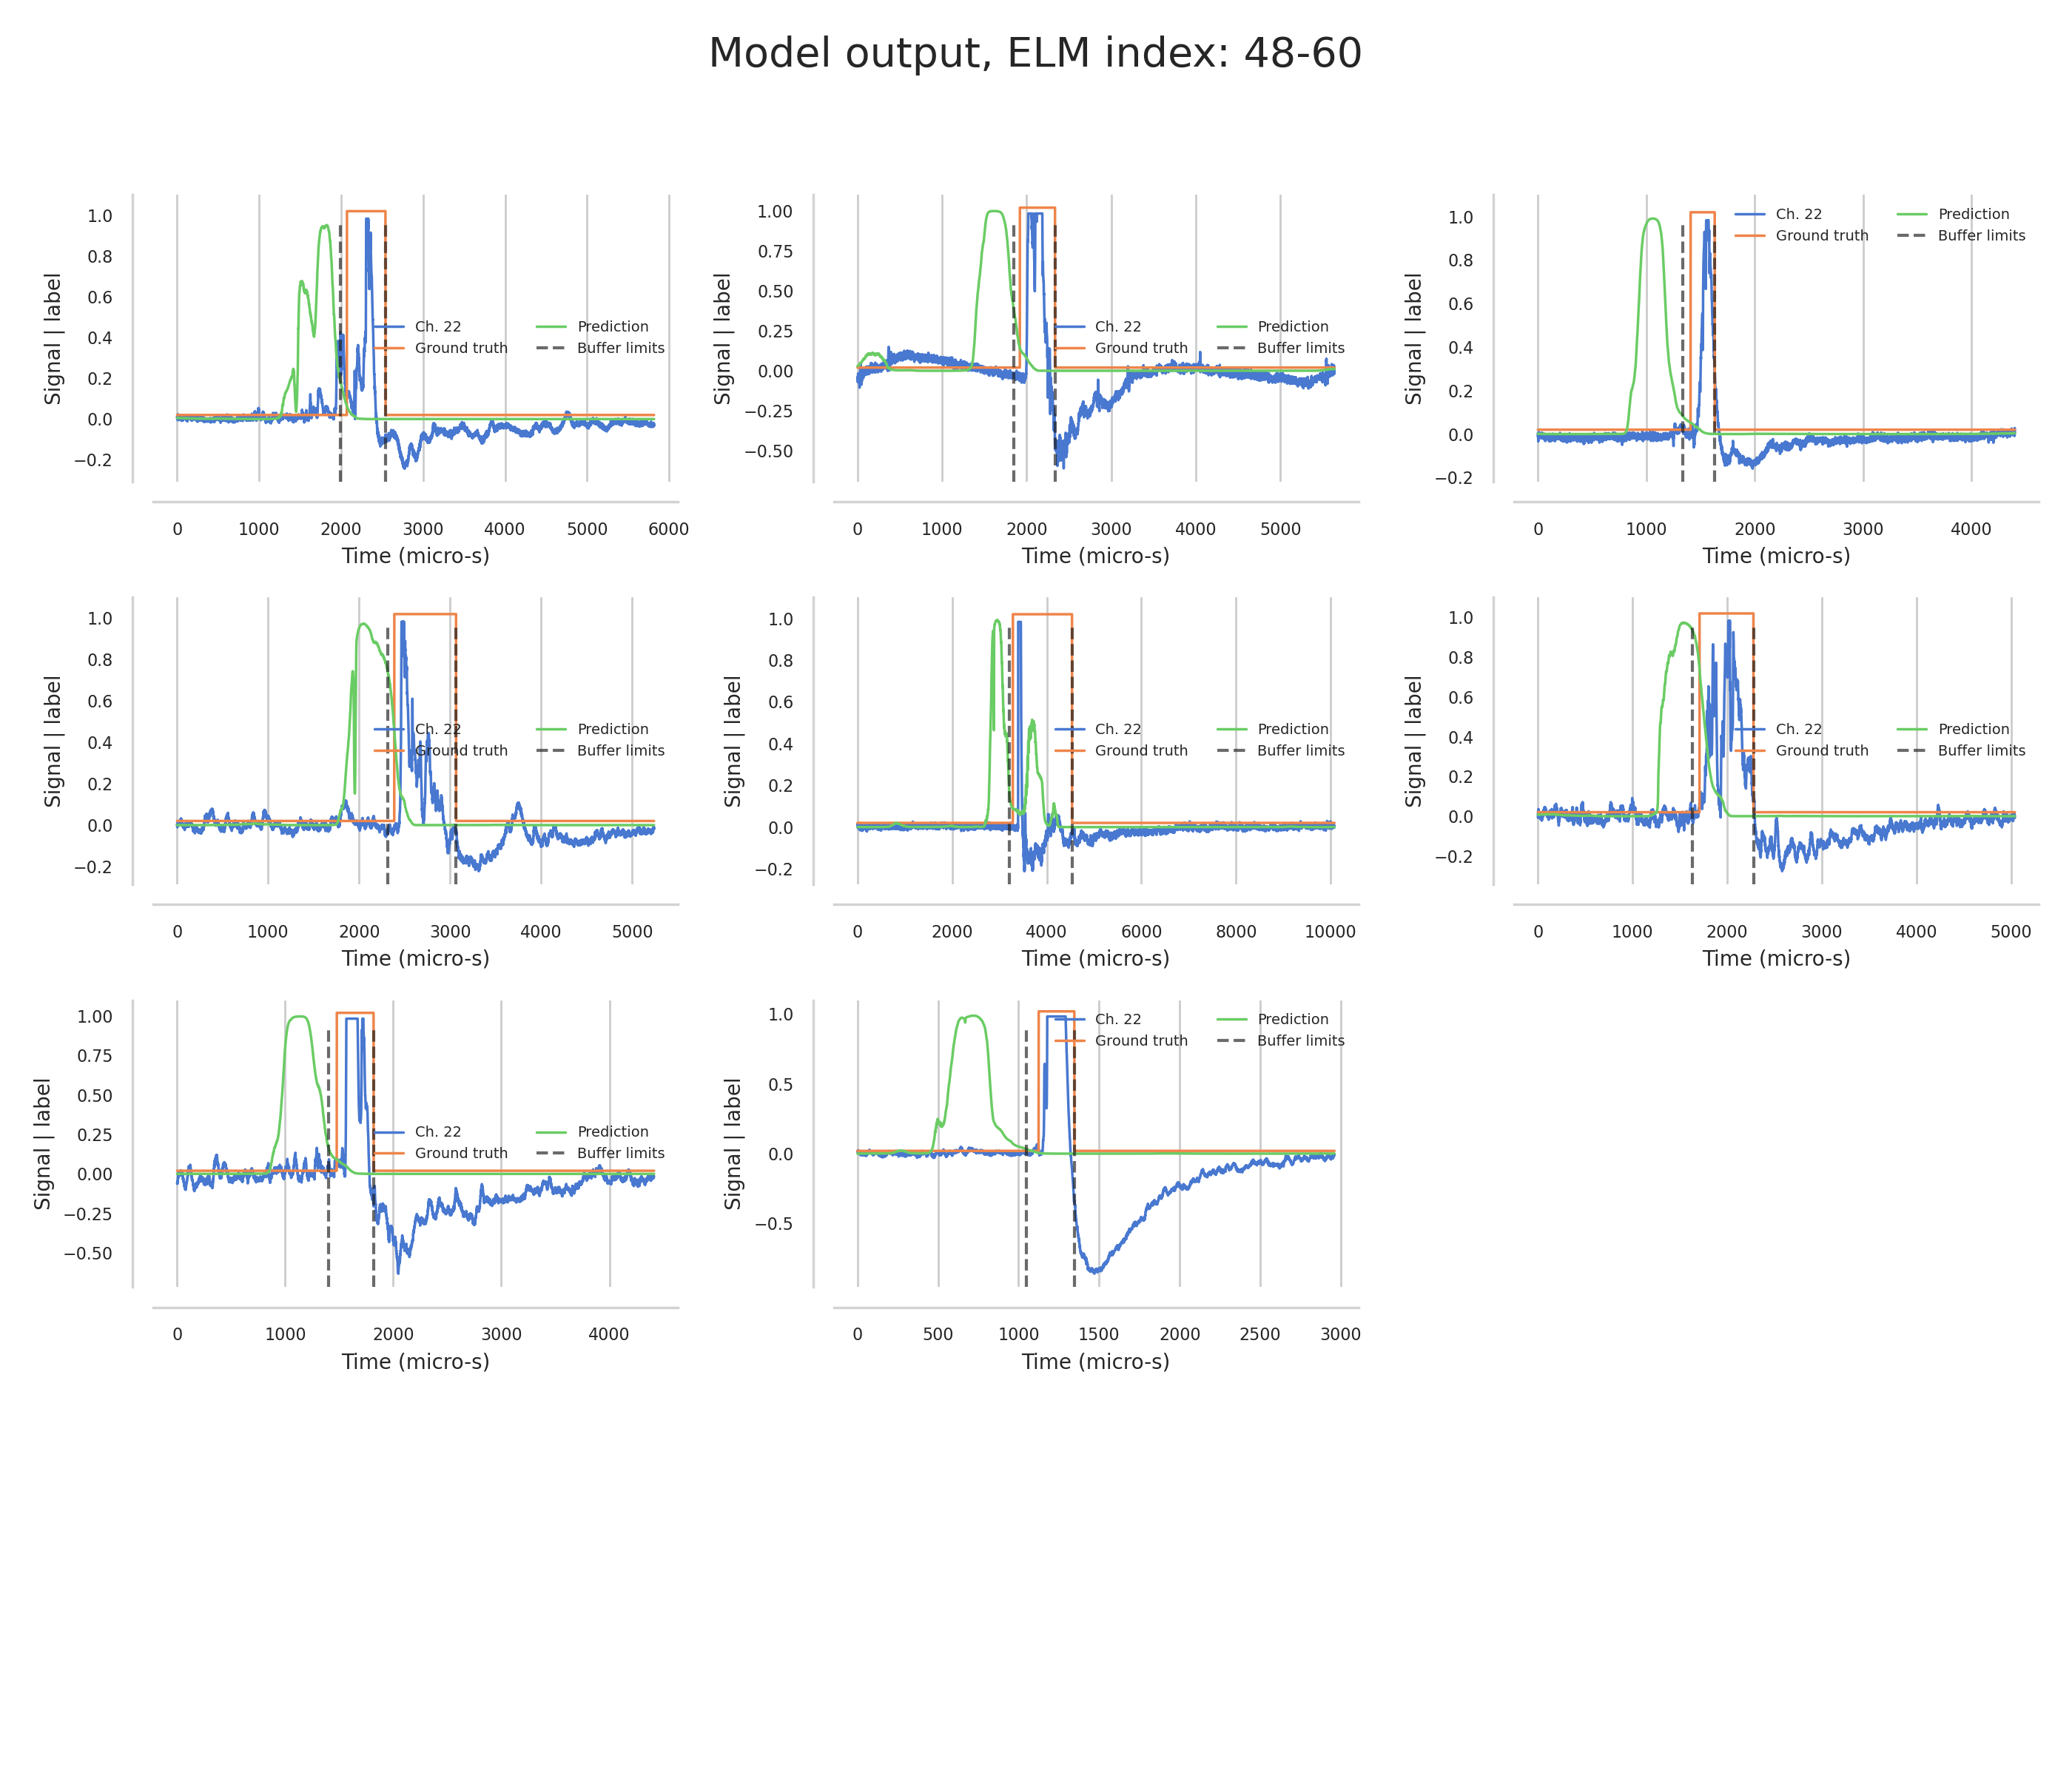 Model output, ELM index: 48-60
Signal | label
1.0
0.8
0.6
0.4
0.2
0.0
−0.2
Ch. 22
Ground truth
Prediction
Buffer limits
0 1000 2000 3000 4000 5000 6000
Time (micro-s)
Signal | label
1.00
0.75
0.50
0.25
0.00
−0.25
−0.50
Ch. 22
Ground truth
Prediction
Buffer limits
0 1000 2000 3000 4000 5000
Time (micro-s)
Signal | label
1.0
0.8
0.6
0.4
0.2
0.0
−0.2
Ch. 22
Ground truth
Prediction
Buffer limits
0 1000 2000 3000 4000
Time (micro-s)
Signal | label
1.0
0.8
0.6
0.4
0.2
0.0
−0.2
Ch. 22
Ground truth
Prediction
Buffer limits
0 1000 2000 3000 4000 5000
Time (micro-s)
Signal | label
1.0
0.8
0.6
0.4
0.2
0.0
−0.2
Ch. 22
Ground truth
Prediction
Buffer limits
0 2000 4000 6000 8000 10000
Time (micro-s)
Signal | label
1.0
0.8
0.6
0.4
0.2
0.0
−0.2
Ch. 22
Ground truth
Prediction
Buffer limits
0 1000 2000 3000 4000 5000
Time (micro-s)
Signal | label
1.00
0.75
0.50
0.25
0.00
−0.25
−0.50
Ch. 22
Ground truth
Prediction
Buffer limits
0 1000 2000 3000 4000
Time (micro-s)
Signal | label
1.0
0.5
0.0
−0.5
Ch. 22
Ground truth
Prediction
Buffer limits
0 500 1000 1500 2000 2500 3000
Time (micro-s)